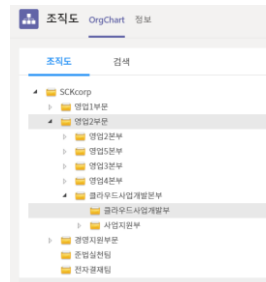 조직도 OrgChart 정보
조직도 검색
SCKcorp
영업1부문
영업2부문
영업2본부
영업5본부
영업3본부
영업4본부
클라우드사업개발본부
클라우드사업개발부
사업지원부
경영지원부문
준법실천팀
전자결재팀